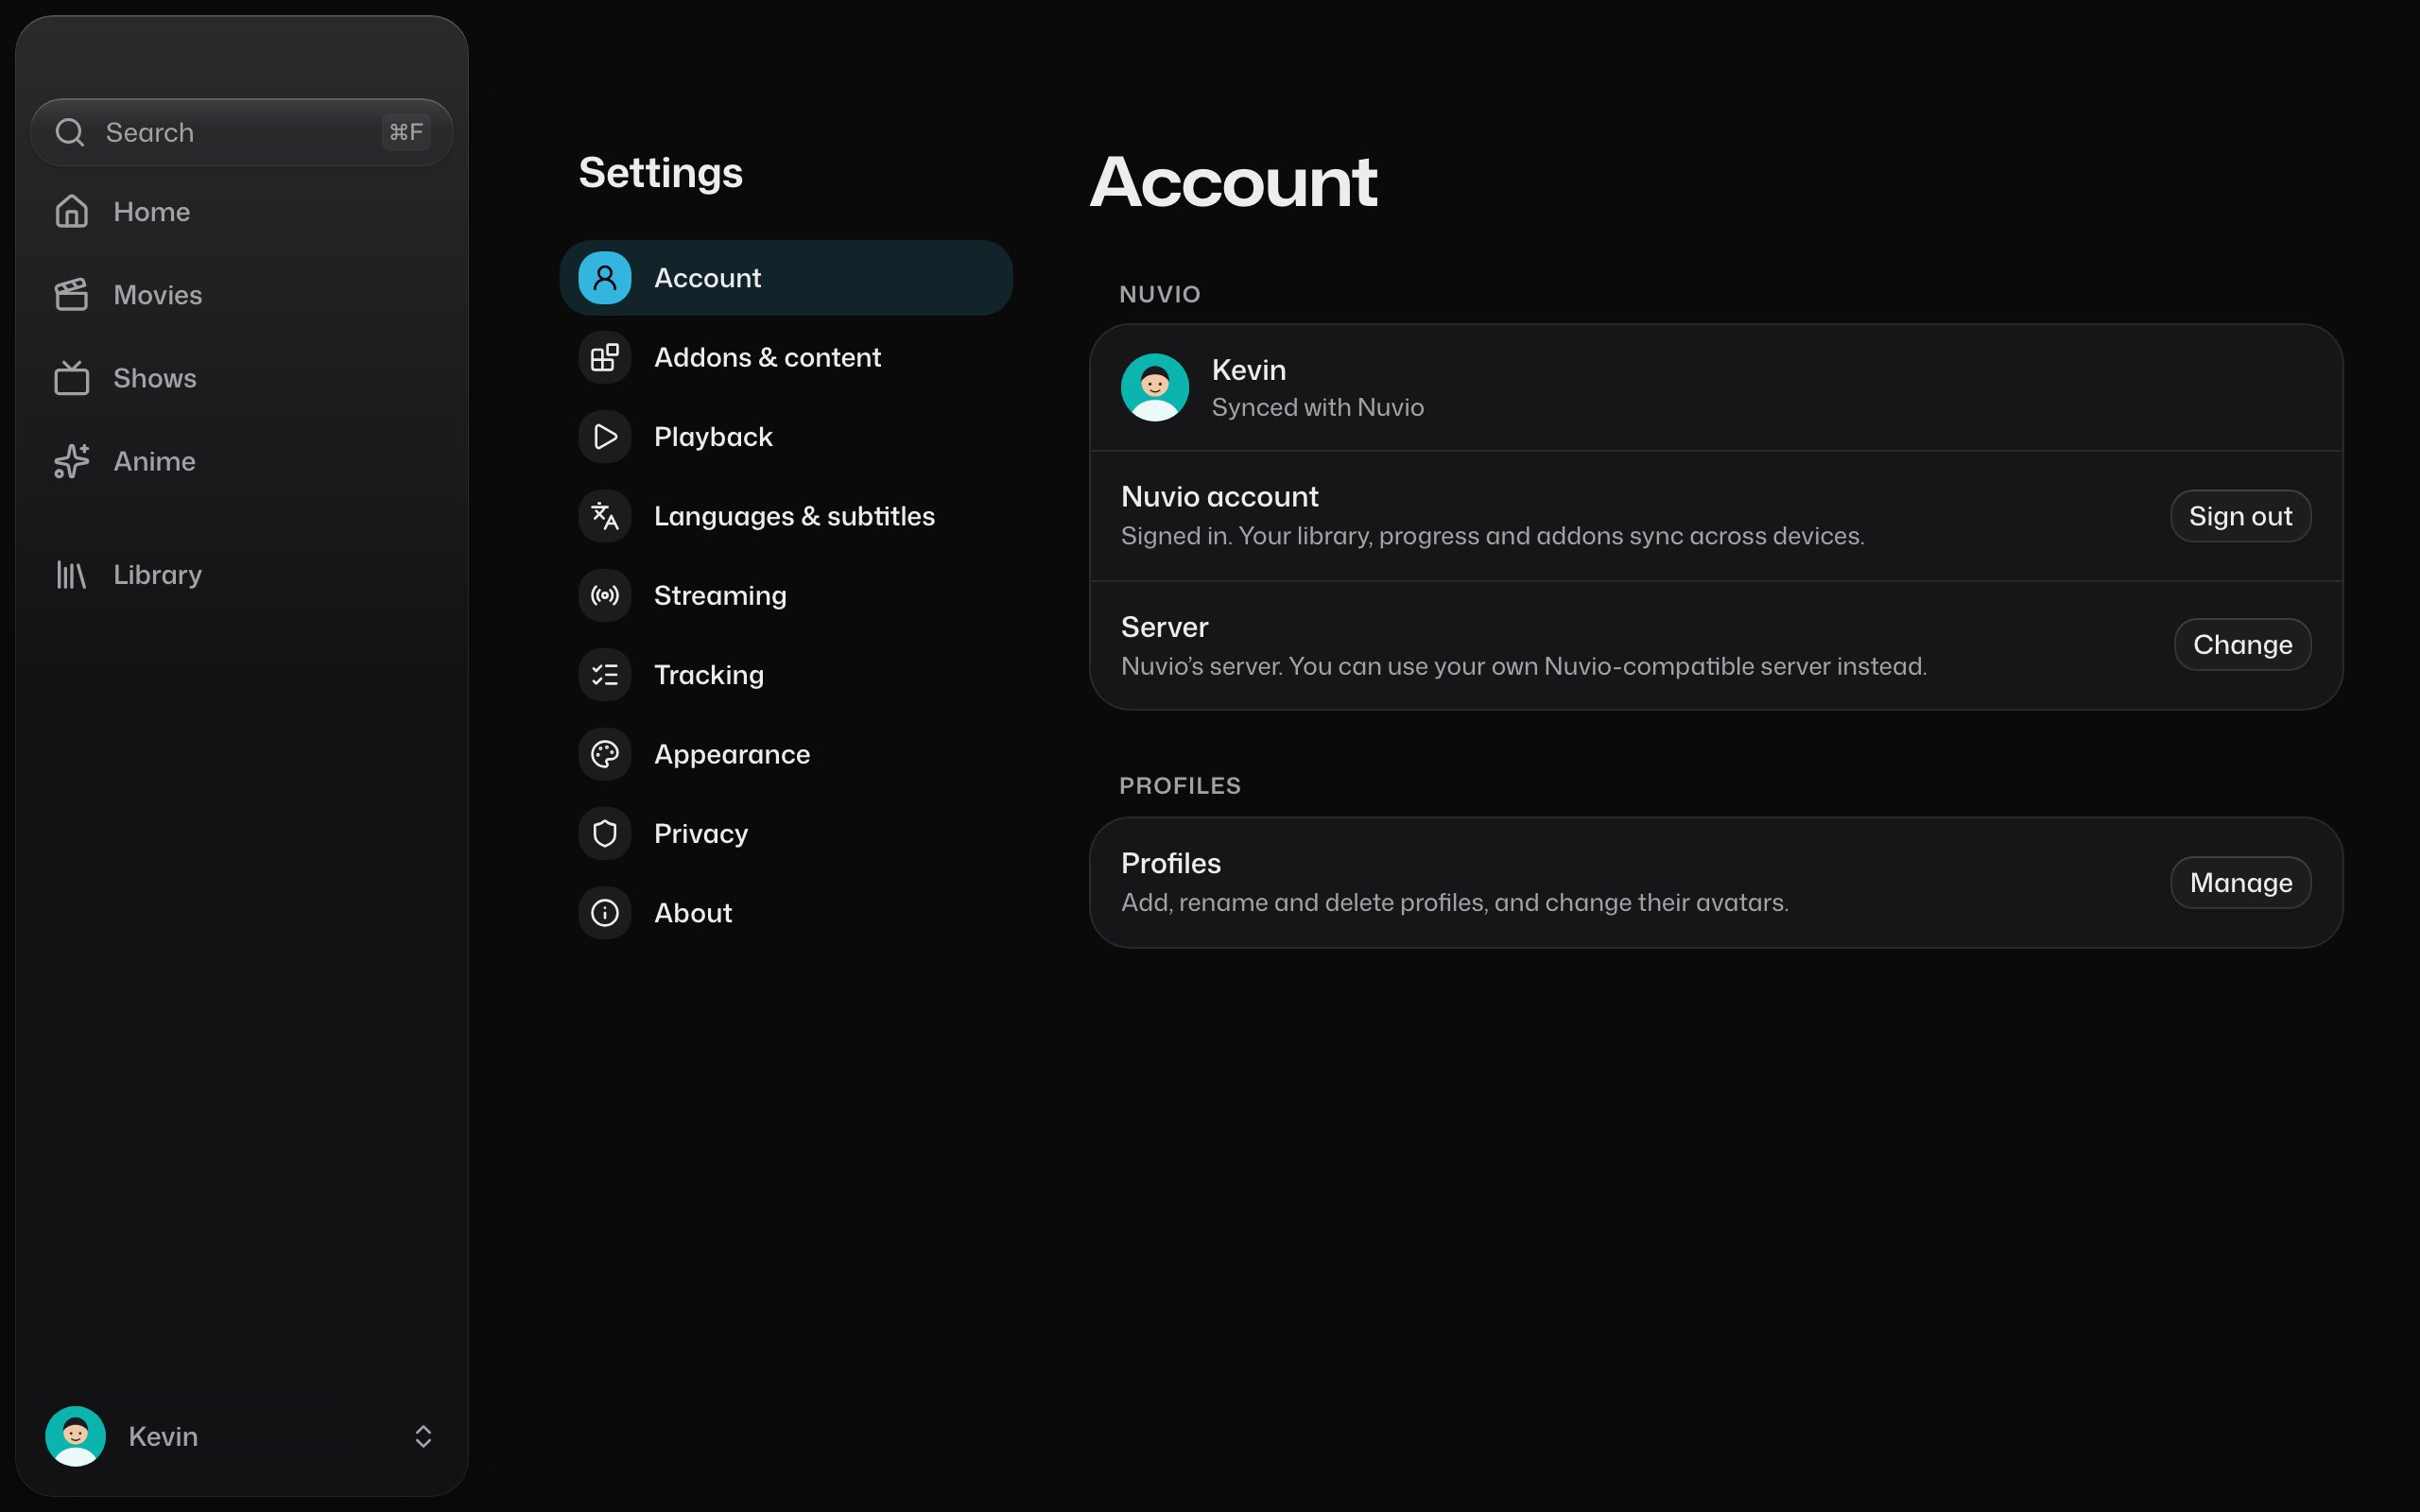 Search ⌘F
Home
Movies
Shows
Anime
Library
Kevin
Settings
Account
Addons & content
Playback
Languages & subtitles
Streaming
Tracking
Appearance
Privacy
About
Account
NUVIO
Kevin
Synced with Nuvio
Nuvio account
Signed in. Your library, progress and addons sync across devices.
Sign out
Server
Nuvio’s server. You can use your own Nuvio-compatible server instead.
Change
PROFILES
Profiles
Add, rename and delete profiles, and change their avatars.
Manage